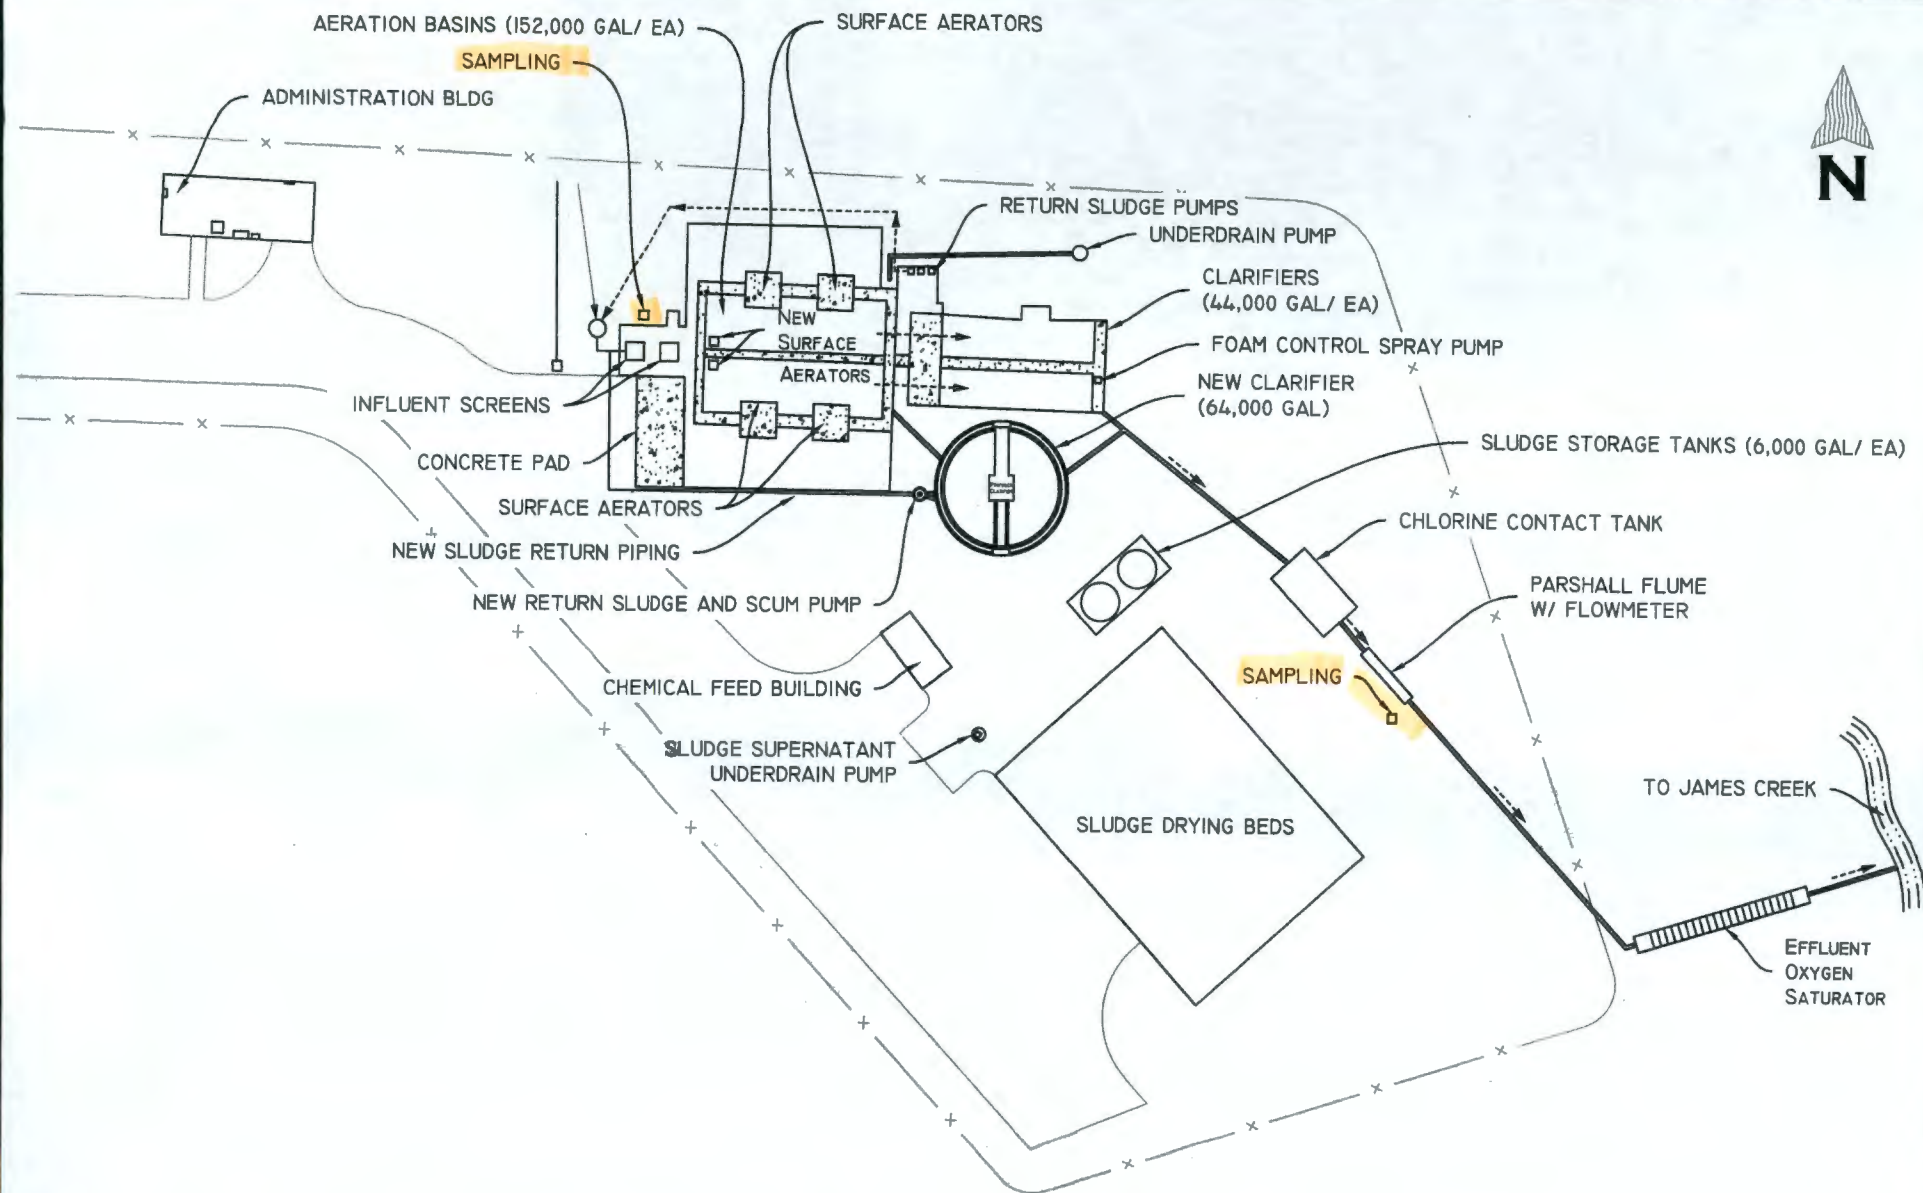 AERATION BASINS (152,000 GAL/ EA)
SURFACE AERATORS
SAMPLING
ADMINISTRATION BLDG
N
RETURN SLUDGE PUMPS
UNDERDRAIN PUMP
CLARIFIERS
(44,000 GAL/ EA)
NEW
SURFACE
AERATORS
FOAM CONTROL SPRAY PUMP
NEW CLARIFIER
(64,000 GAL)
INFLUENT SCREENS
SLUDGE STORAGE TANKS (6,000 GAL/ EA)
CONCRETE PAD
SURFACE AERATORS
CHLORINE CONTACT TANK
NEW SLUDGE RETURN PIPING
PARSHALL FLUME
W/ FLOWMETER
NEW RETURN SLUDGE AND SCUM PUMP
SAMPLING
CHEMICAL FEED BUILDING
SLUDGE SUPERNATANT
UNDERDRAIN PUMP
TO JAMES CREEK
SLUDGE DRYING BEDS
EFFLUENT
OXYGEN
SATURATOR